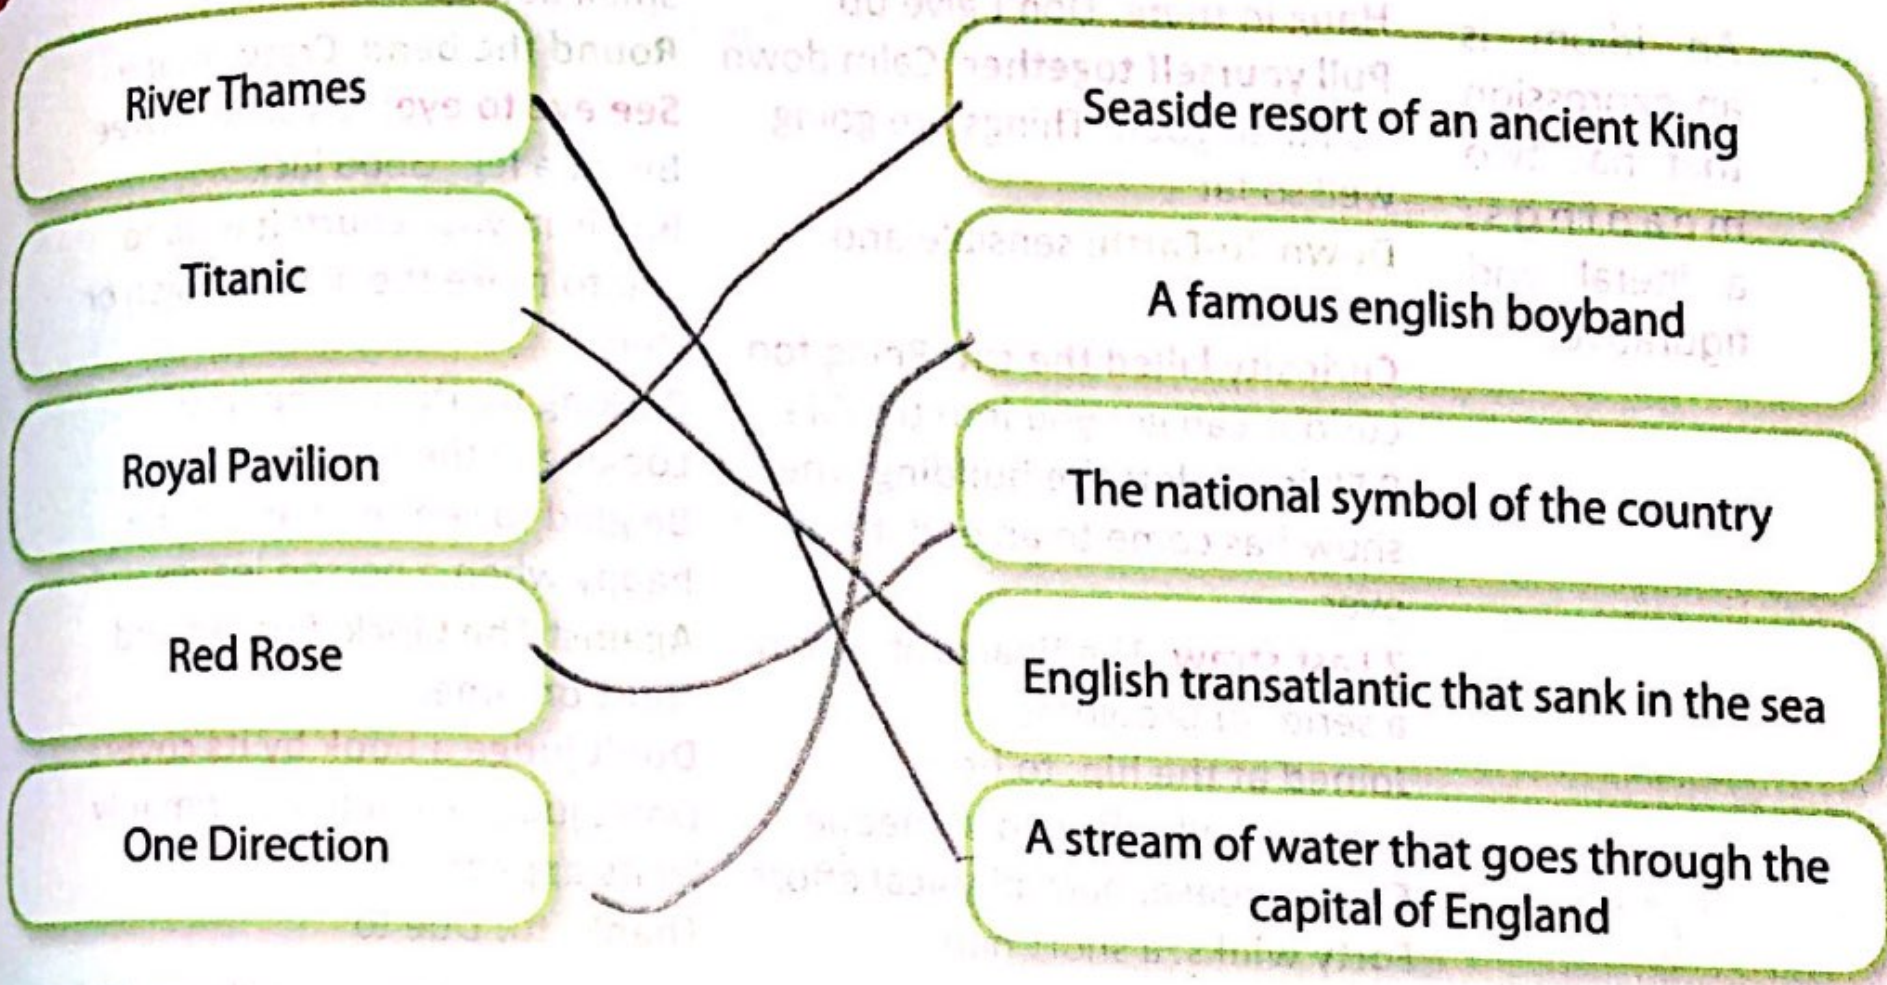 River Thames
Titanic
Royal Pavilion
Red Rose
One Direction
Seaside resort of an ancient King
A famous english boyband
The national symbol of the country
English transatlantic that sank in the sea
A stream of water that goes through the
capital of England